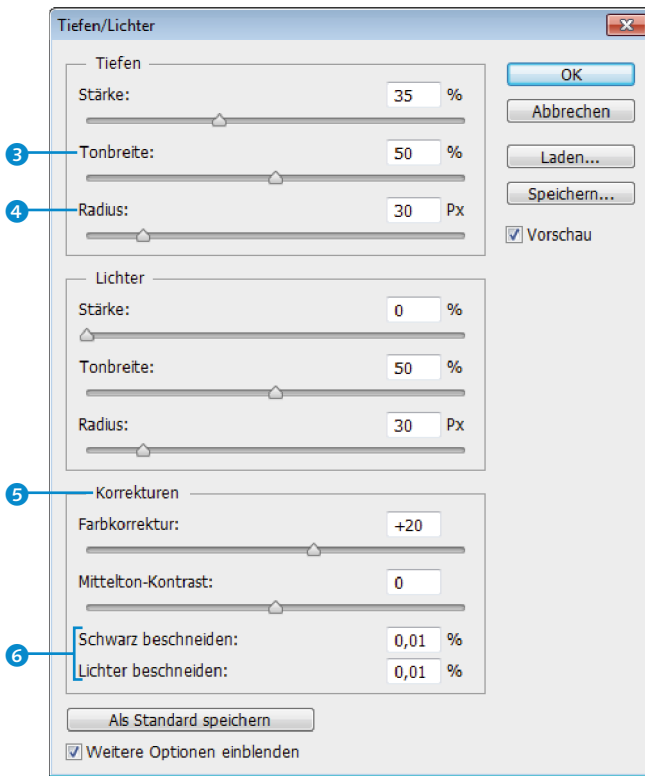 Tiefen/Lichter
Tiefen
Stärke: 35 %
3 Tonbreite: 50 %
4 Radius: 30 Px
OK
Abbrechen
Laden...
Speichern...
Vorschau
Lichter
Stärke: 0 %
Tonbreite: 50 %
Radius: 30 Px
5 Korrekturen
Farbkorrektur: +20
Mittelton-Kontrast: 0
6
Schwarz beschneiden: 0,01 %
Lichter beschneiden: 0,01 %
Als Standard speichern
Weitere Optionen einblenden